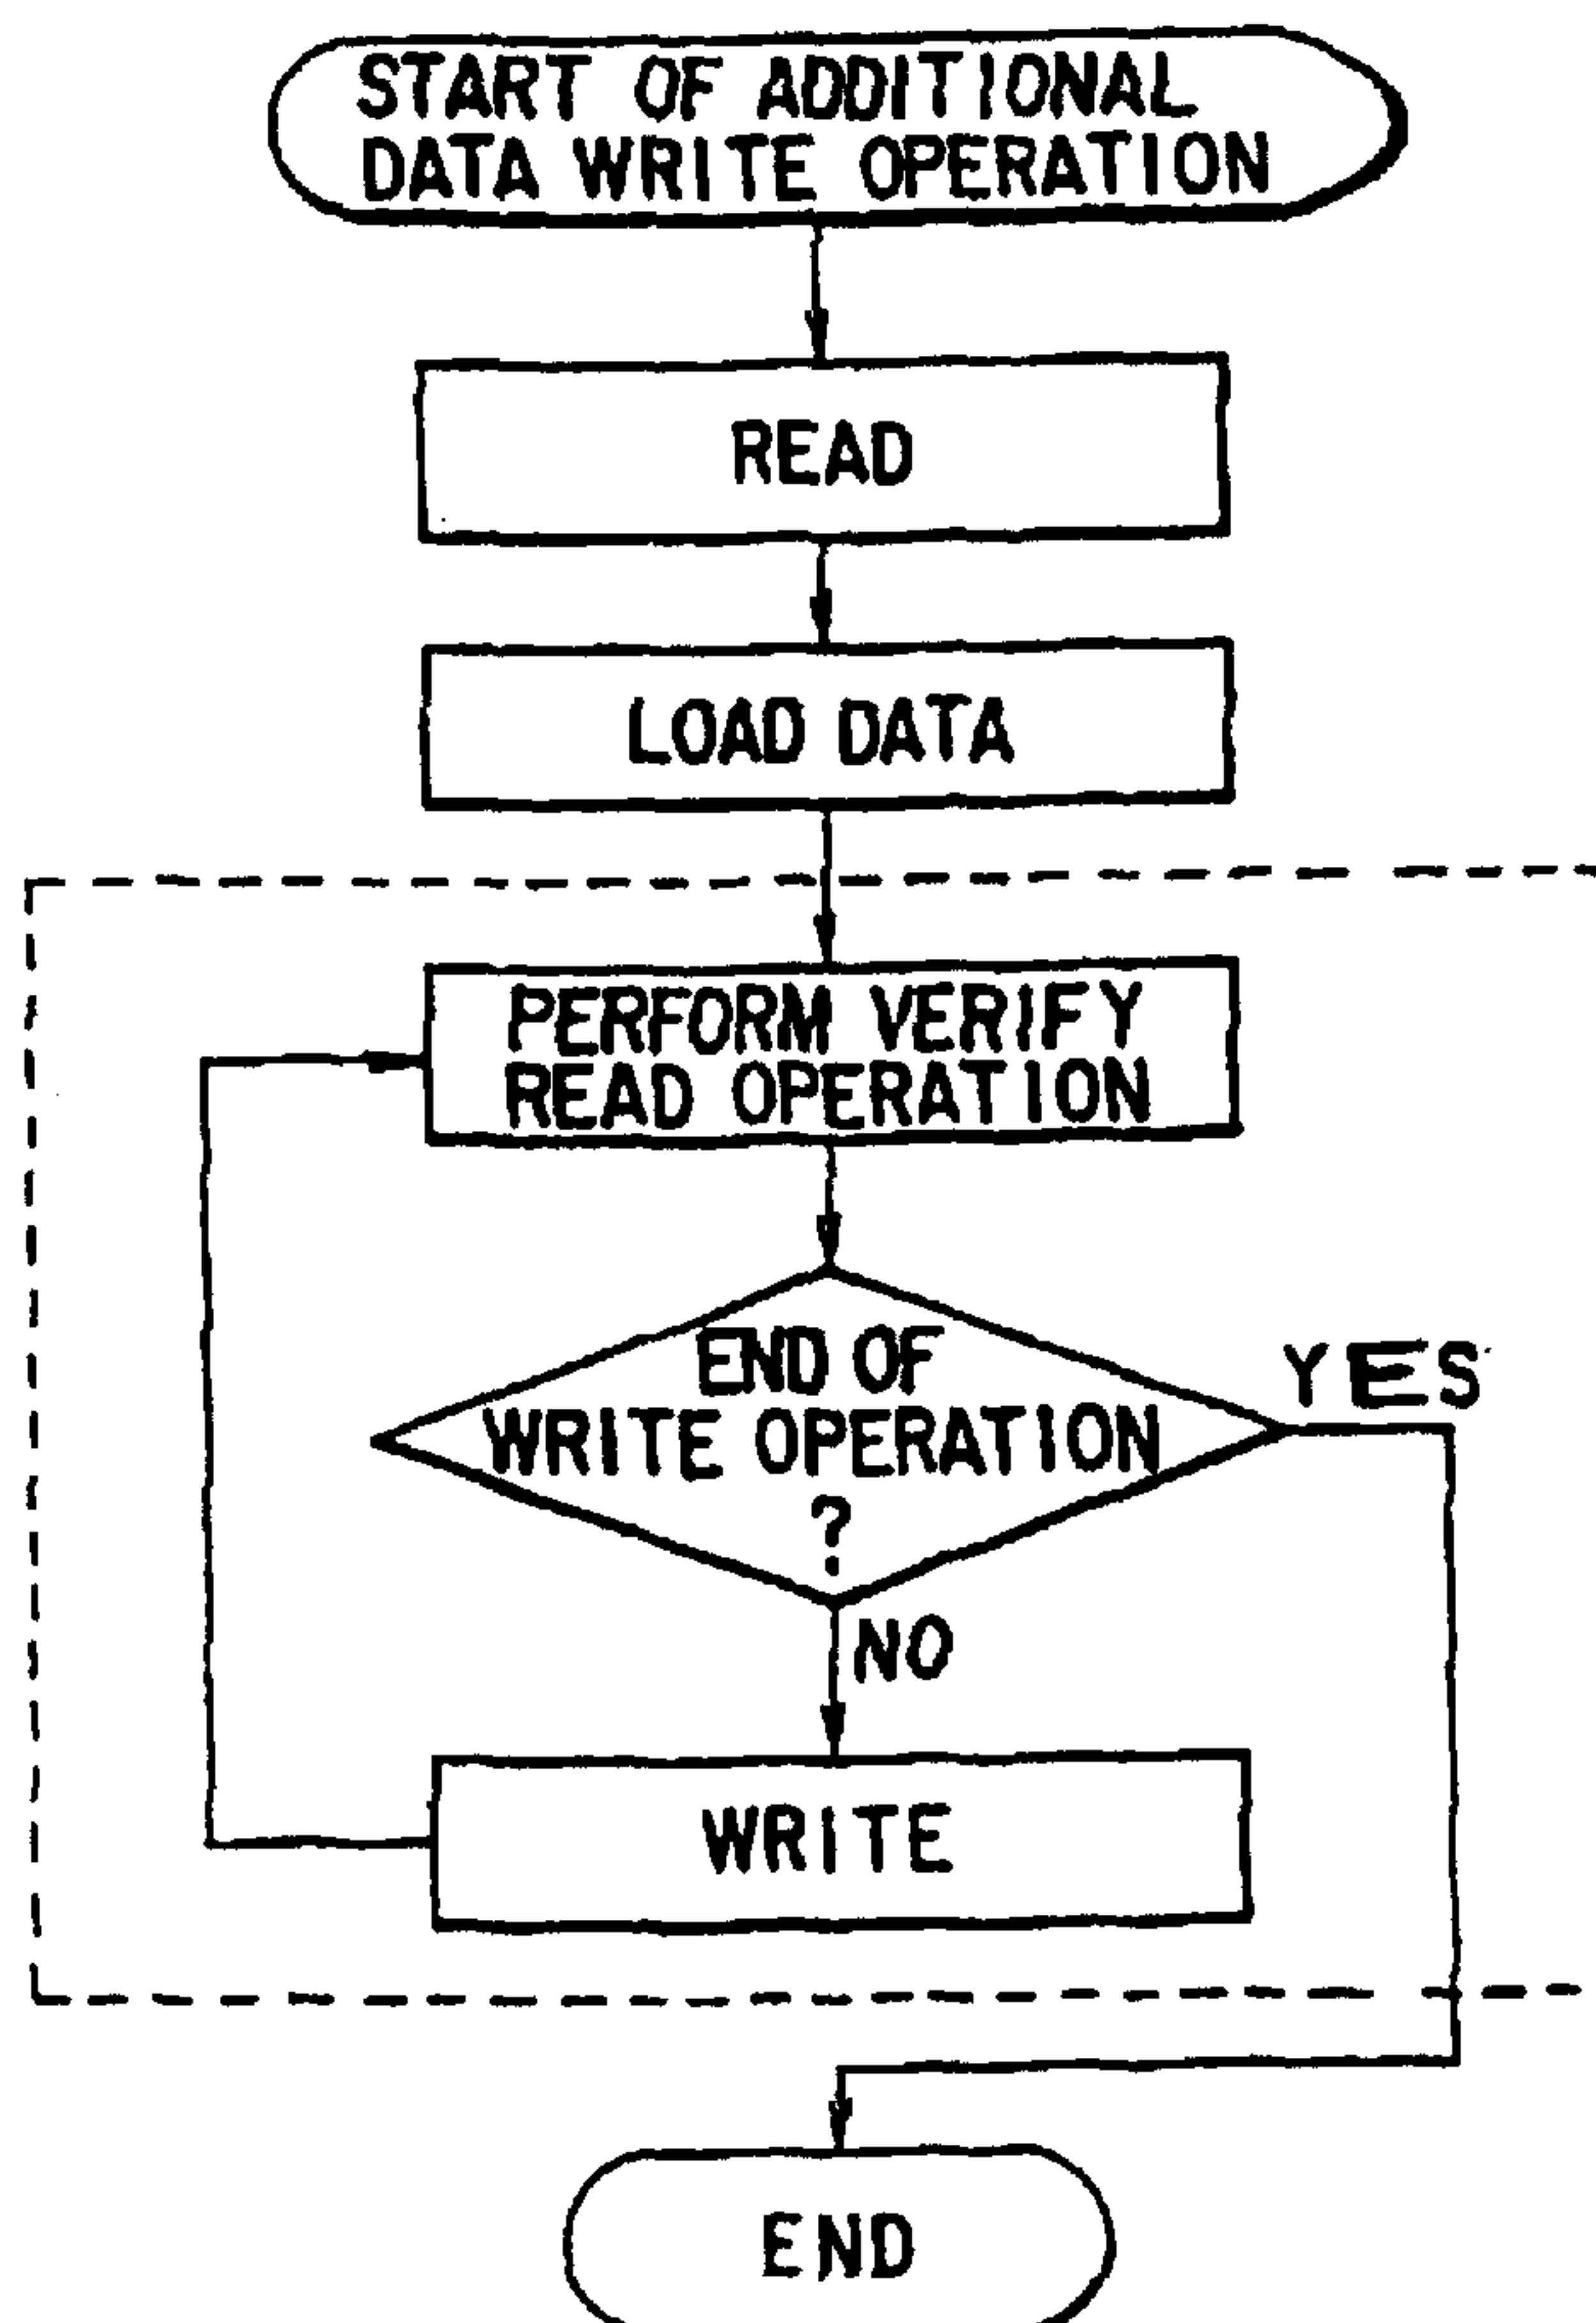 START OF ADDITIONAL
DATA WRITE OPERATION
READ
LOAD DATA
PERFORM VERIFY
READ OPERATION
END OF
WRITE OPERATION
?
YES
NO
WRITE
END